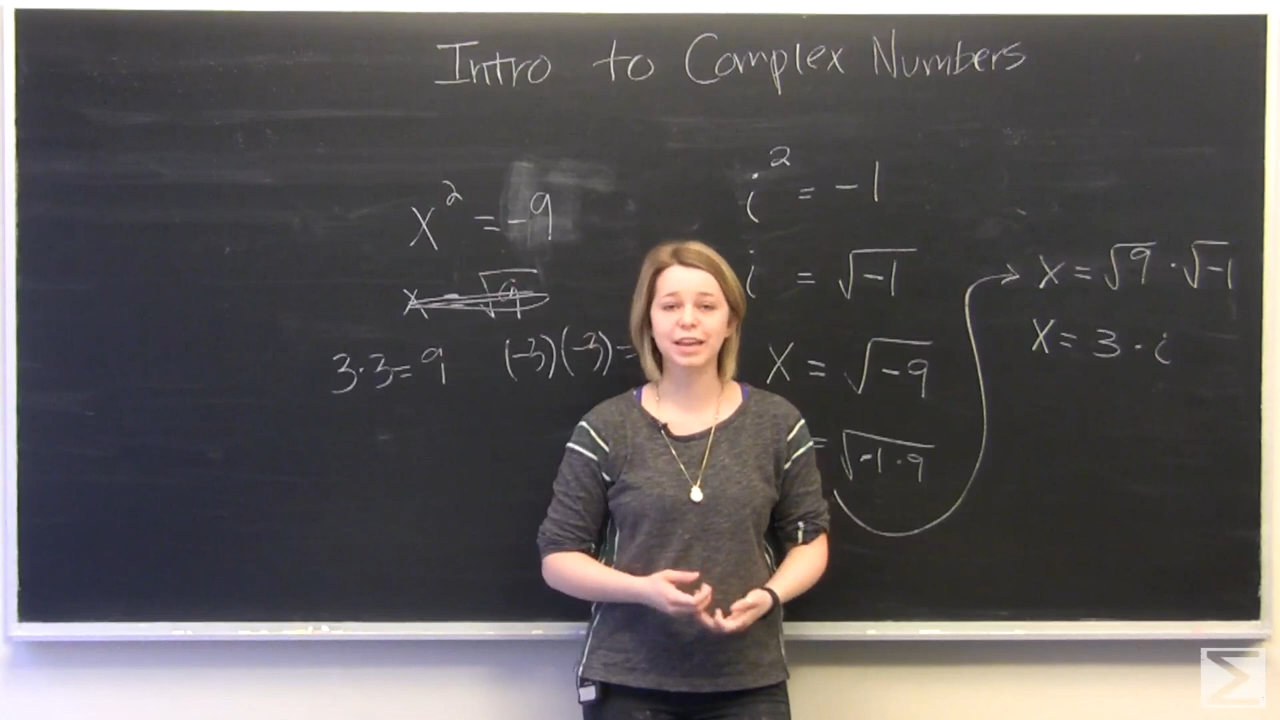 Intro to Complex Numbers
x² = -9
x = √9
3·3=9 (-3)(-3)=
i² = -1
i = √-1
x = √-9
= √-1·9
x = √9 · √-1
x = 3 · i
Σ